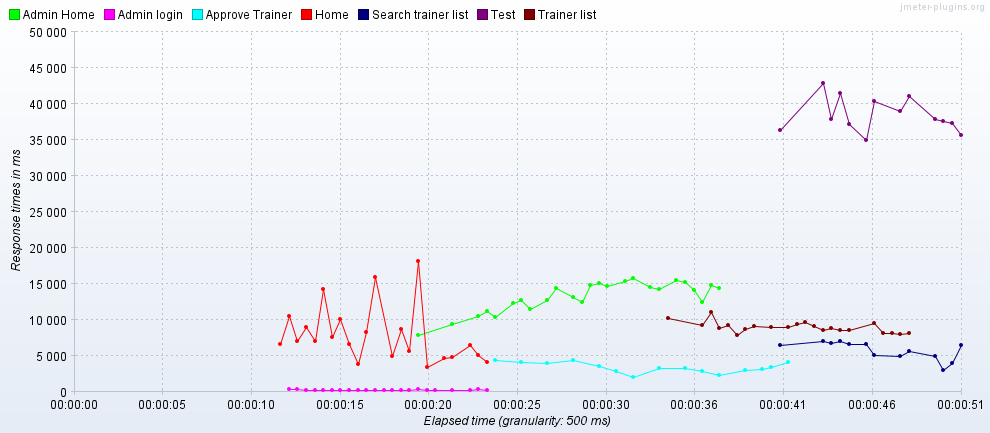 Admin Home Admin login Approve Trainer Home Search trainer list Test Trainer list
jmeter-plugins.org
50 000
45 000
40 000
35 000
30 000
25 000
20 000
15 000
10 000
5 000
0
Response times in ms
00:00:00 00:00:05 00:00:10 00:00:15 00:00:20 00:00:25 00:00:30 00:00:36 00:00:41 00:00:46 00:00:51
Elapsed time (granularity: 500 ms)